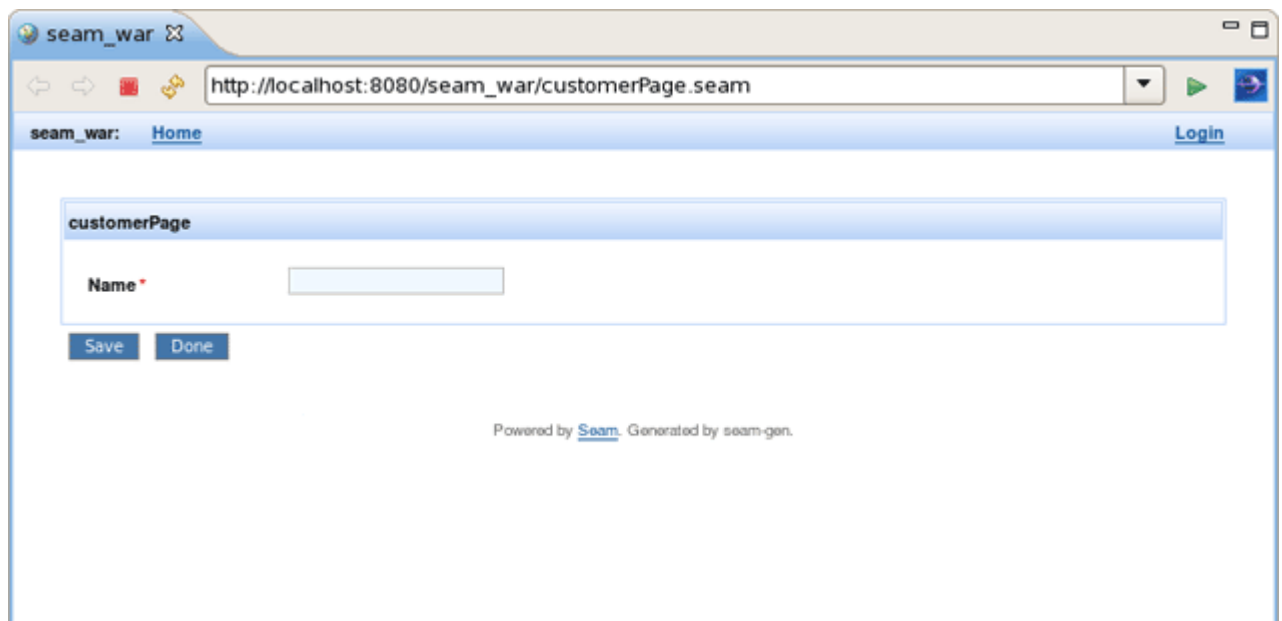 seam_war
http://localhost:8080/seam_war/customerPage.seam
seam_war: Home Login
customerPage
Name*
Save Done
Powered by Seam. Generated by seam-gen.